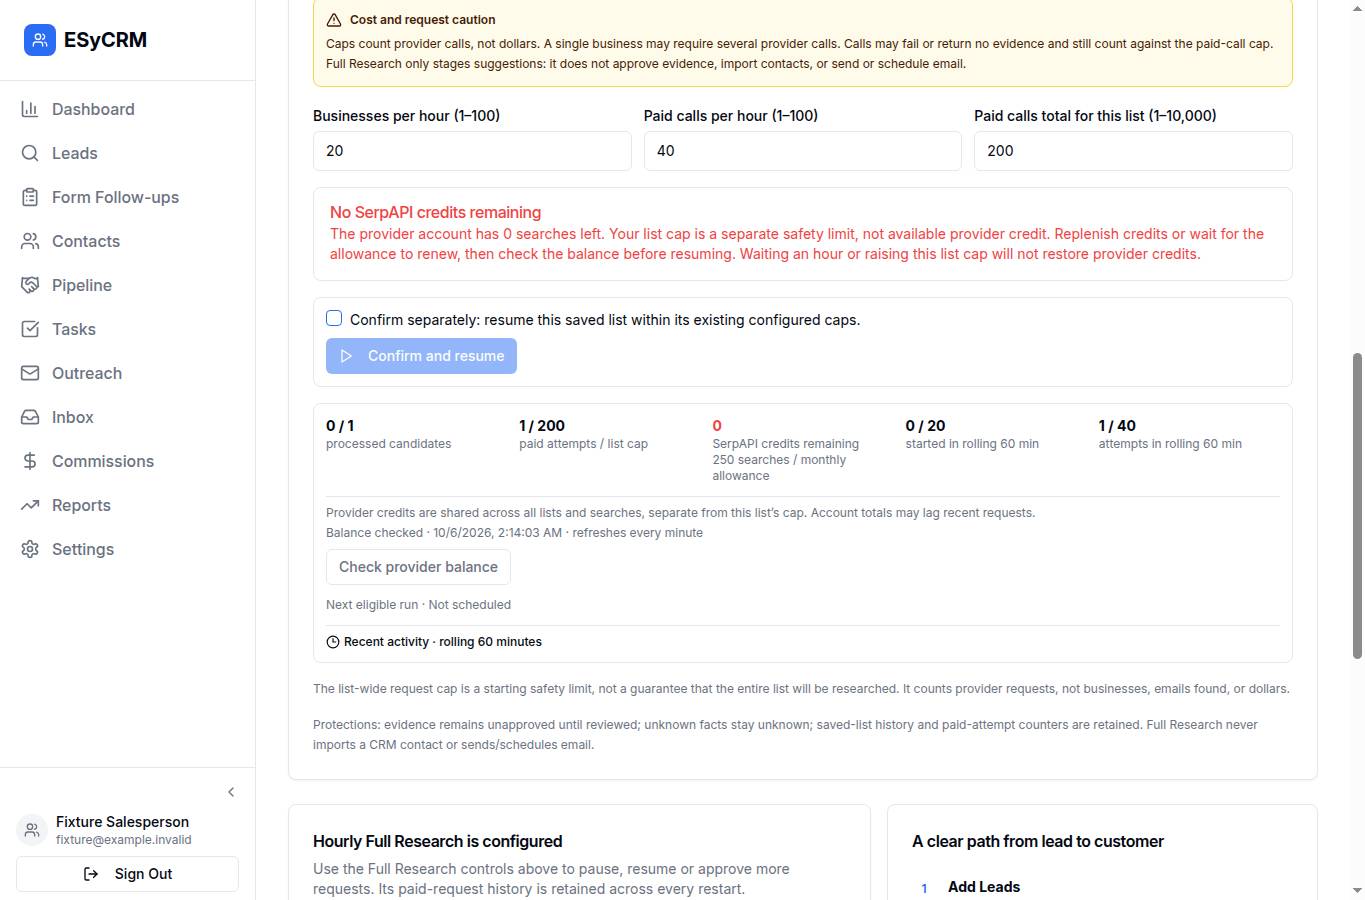 ESyCRM
Dashboard
Leads
Form Follow-ups
Contacts
Pipeline
Tasks
Outreach
Inbox
Commissions
Reports
Settings
Fixture Salesperson
fixture@example.invalid
Sign Out
Cost and request caution
Caps count provider calls, not dollars. A single business may require several provider calls. Calls may fail or return no evidence and still count against the paid-call cap.
Full Research only stages suggestions: it does not approve evidence, import contacts, or send or schedule email.
Businesses per hour (1–100)
20
Paid calls per hour (1–100)
40
Paid calls total for this list (1–10,000)
200
No SerpAPI credits remaining
The provider account has 0 searches left. Your list cap is a separate safety limit, not available provider credit. Replenish credits or wait for the
allowance to renew, then check the balance before resuming. Waiting an hour or raising this list cap will not restore provider credits.
Confirm separately: resume this saved list within its existing configured caps.
Confirm and resume
0 / 1
processed candidates
1 / 200
paid attempts / list cap
0
SerpAPI credits remaining
250 searches / monthly
allowance
0 / 20
started in rolling 60 min
1 / 40
attempts in rolling 60 min
Provider credits are shared across all lists and searches, separate from this list’s cap. Account totals may lag recent requests.
Balance checked · 10/6/2026, 2:14:03 AM · refreshes every minute
Check provider balance
Next eligible run · Not scheduled
Recent activity · rolling 60 minutes
The list-wide request cap is a starting safety limit, not a guarantee that the entire list will be researched. It counts provider requests, not businesses, emails found, or dollars.
Protections: evidence remains unapproved until reviewed; unknown facts stay unknown; saved-list history and paid-attempt counters are retained. Full Research never
imports a CRM contact or sends/schedules email.
Hourly Full Research is configured
Use the Full Research controls above to pause, resume or approve more
requests. Its paid-request history is retained across every restart.
A clear path from lead to customer
1 Add Leads